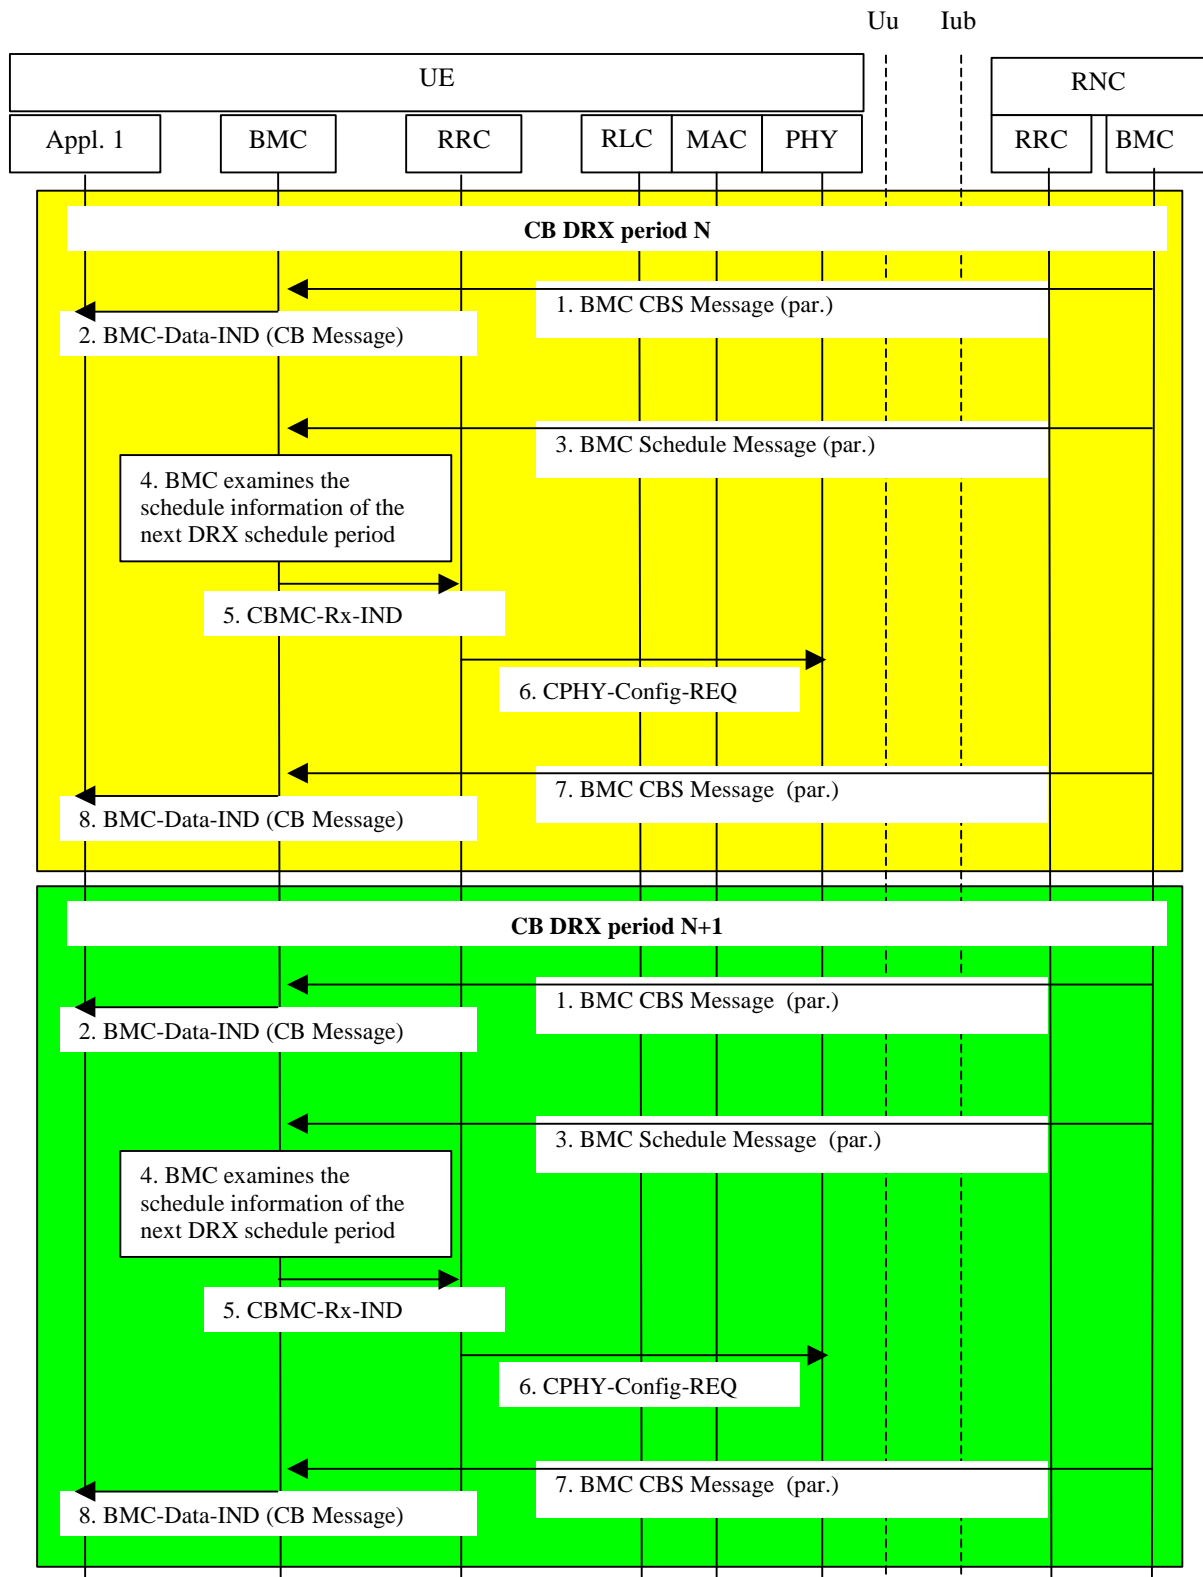 Uu Iub
UE
RNC
Appl. 1 BMC RRC RLC MAC PHY RRC BMC
CB DRX period N
1. BMC CBS Message (par.)
2. BMC-Data-IND (CB Message)
3. BMC Schedule Message (par.)
4. BMC examines the
schedule information of the
next DRX schedule period
5. CBMC-Rx-IND
6. CPHY-Config-REQ
7. BMC CBS Message (par.)
8. BMC-Data-IND (CB Message)
CB DRX period N+1
1. BMC CBS Message (par.)
2. BMC-Data-IND (CB Message)
3. BMC Schedule Message (par.)
4. BMC examines the
schedule information of the
next DRX schedule period
5. CBMC-Rx-IND
6. CPHY-Config-REQ
7. BMC CBS Message (par.)
8. BMC-Data-IND (CB Message)